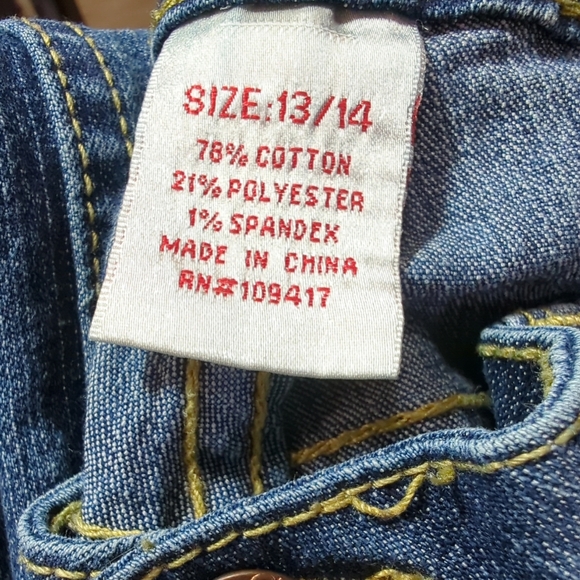 SIZE:13/14
78% COTTON
21% POLYESTER
1% SPANDEX
MADE IN CHINA
RN#109417